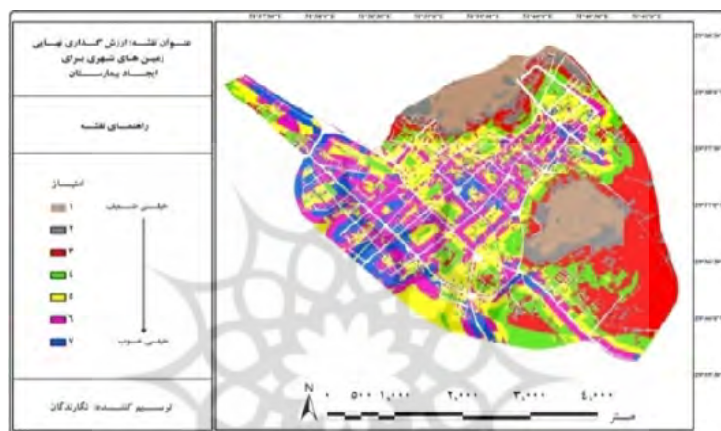 عنوان نقشه: ارزش گذاری نهایی
زمین های شهری برای
ایجاد بیمارستان
راهنمای نقشه
امتیاز
۱ خیلی ضعیف
۲
۳
۴
۵
۶
۷ خیلی خوب
ترسیم کننده: نگارندگان
N
۰ ۵۰۰ ۱,۰۰۰ ۲,۰۰۰ ۳,۰۰۰ ۴,۰۰۰
متر